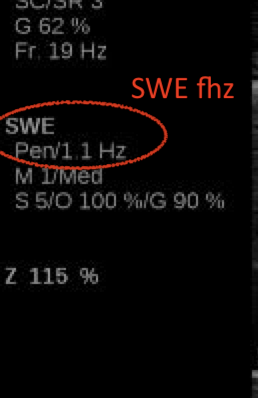 SC/SR 3
G 62 %
Fr. 19 Hz
SWE fhz
SWE
Pen/1.1 Hz
M 1/Med
S 5/O 100 %/G 90 %
Z 115 %